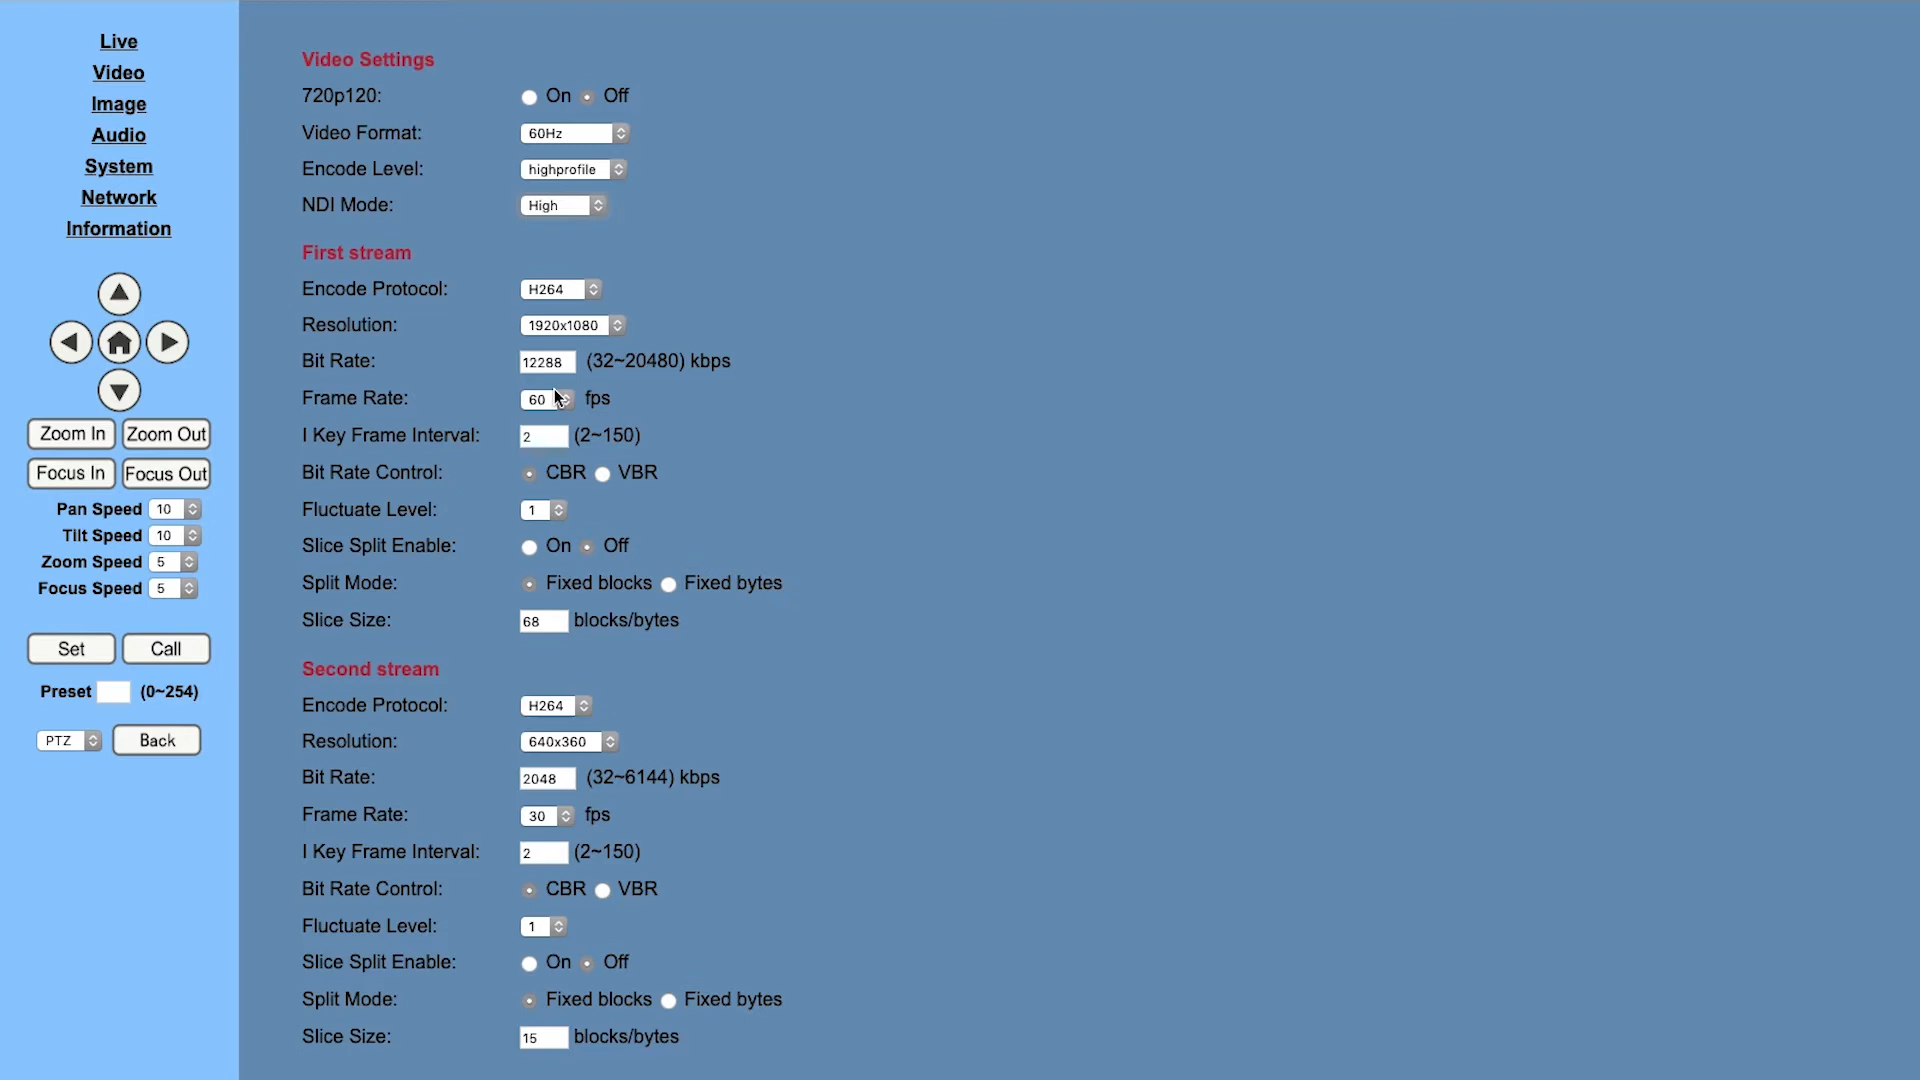 Live
Video
Image
Audio
System
Network
Information
Zoom In Zoom Out
Focus In Focus Out
Pan Speed 10
Tilt Speed 10
Zoom Speed 5
Focus Speed 5
Set Call
Preset (0~254)
PTZ Back
Video Settings
720p120: On Off
Video Format: 60Hz
Encode Level: highprofile
NDI Mode: High
First stream
Encode Protocol: H264
Resolution: 1920x1080
Bit Rate: 12288 (32~20480) kbps
Frame Rate: 60 fps
I Key Frame Interval: 2 (2~150)
Bit Rate Control: CBR VBR
Fluctuate Level: 1
Slice Split Enable: On Off
Split Mode: Fixed blocks Fixed bytes
Slice Size: 68 blocks/bytes
Second stream
Encode Protocol: H264
Resolution: 640x360
Bit Rate: 2048 (32~6144) kbps
Frame Rate: 30 fps
I Key Frame Interval: 2 (2~150)
Bit Rate Control: CBR VBR
Fluctuate Level: 1
Slice Split Enable: On Off
Split Mode: Fixed blocks Fixed bytes
Slice Size: 15 blocks/bytes